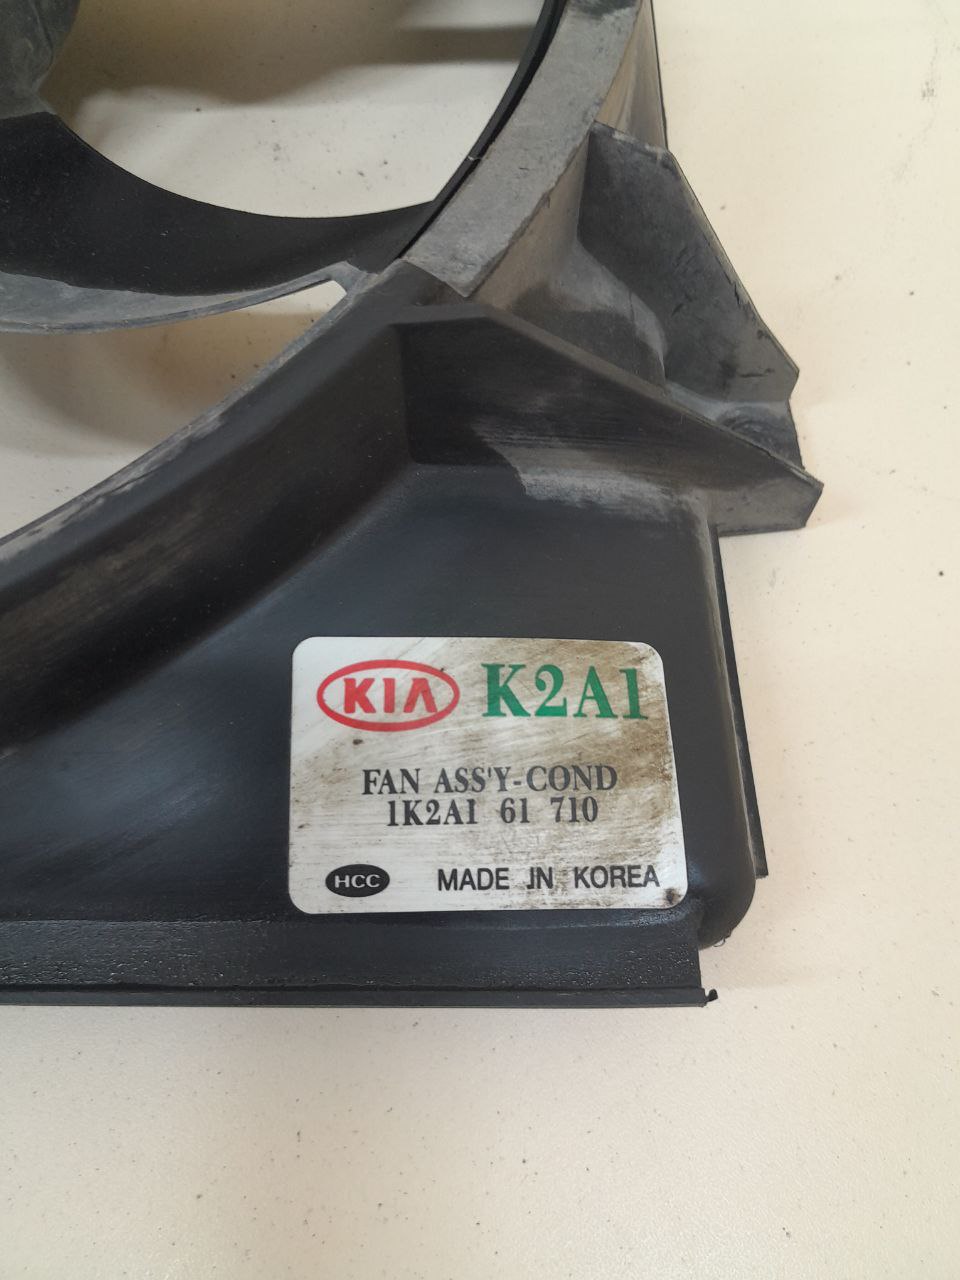 KIA K2A1
FAN ASS'Y-COND
1K2A1 61 710
HCC MADE IN KOREA